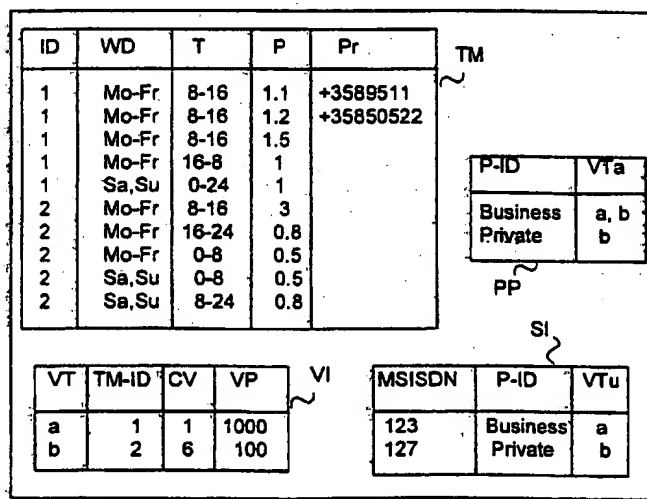 ID WD T P Pr
TM
1 Mo-Fr 8-16 1.1 +3589511
1 Mo-Fr 8-16 1.2 +35850522
1 Mo-Fr 8-16 1.5
1 Mo-Fr 16-8 1
1 Sa,Su 0-24 1
2 Mo-Fr 8-16 3
2 Mo-Fr 16-24 0.8
2 Mo-Fr 0-8 0.5
2 Sa,Su 0-8 0.5
2 Sa,Su 8-24 0.8
P-ID VTa
Business a, b
Private b
PP
VT TM-ID CV VP
VI
a 1 1 1000
b 2 6 100
SI
MSISDN P-ID VTu
123 Business a
127 Private b